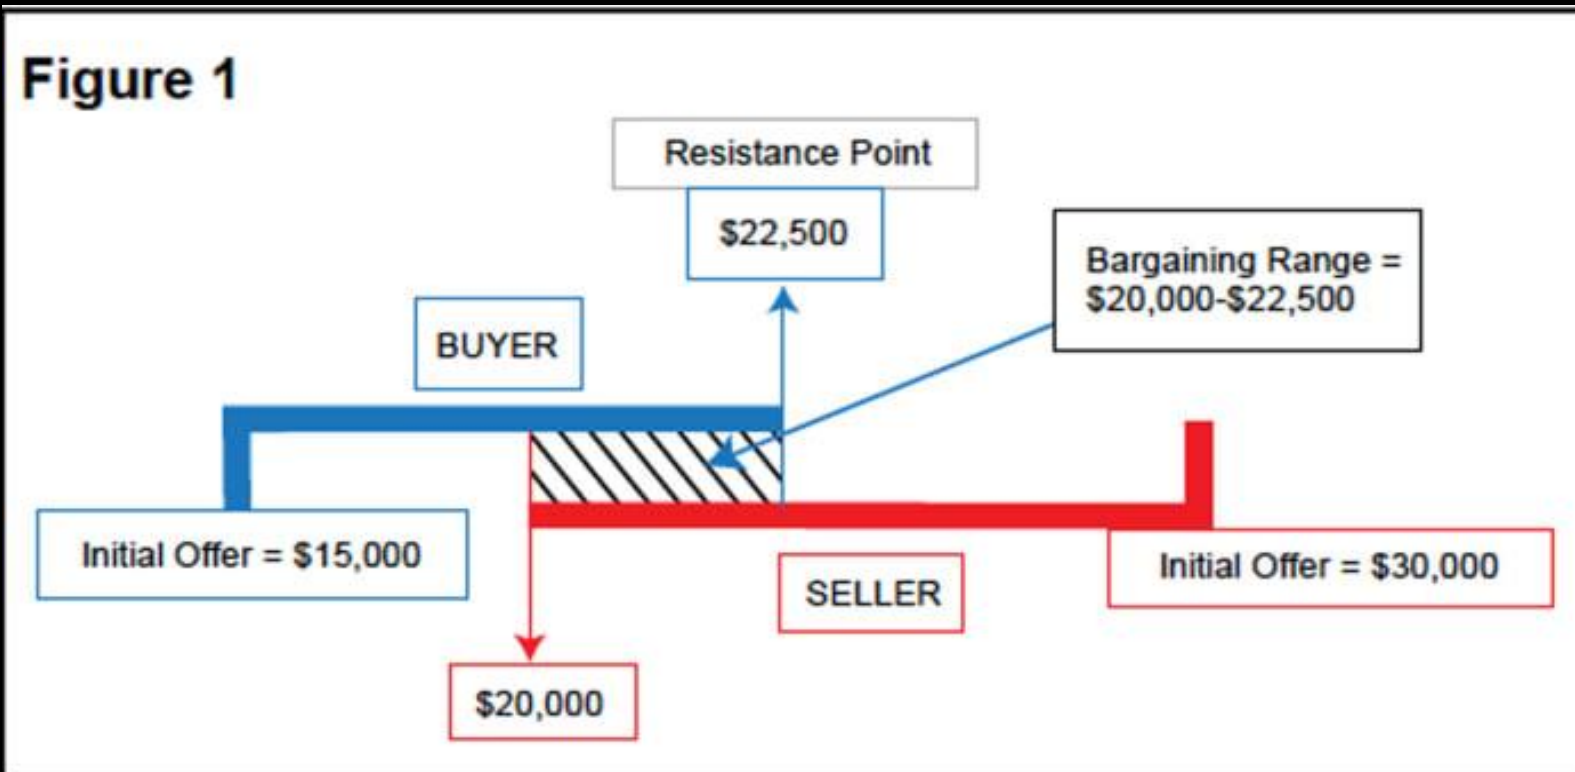 Figure 1
Resistance Point
$22,500
Bargaining Range =
$20,000-$22,500
BUYER
Initial Offer = $15,000
Initial Offer = $30,000
SELLER
$20,000